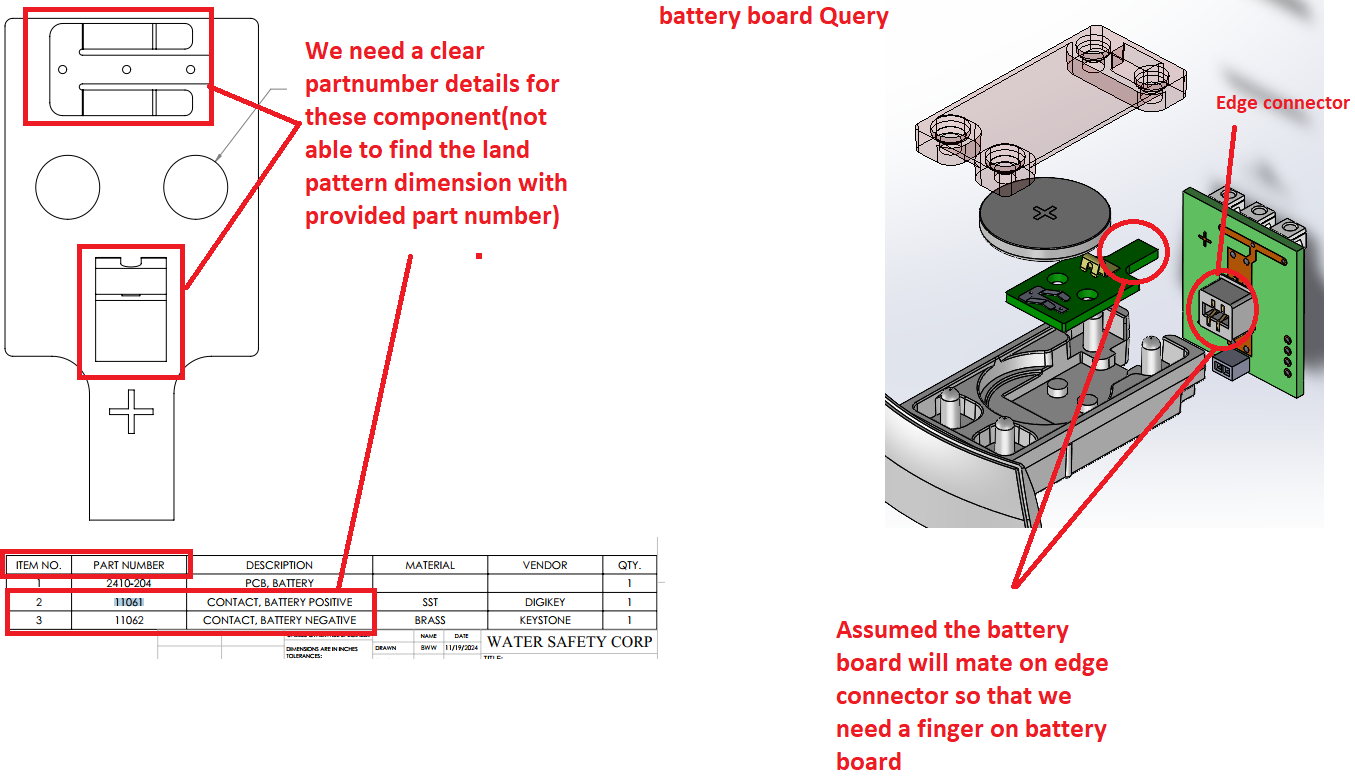 battery board Query
We need a clear
partnumber details for
these component(not
able to find the land
pattern dimension with
provided part number)
Edge connector
ITEM NO. PART NUMBER DESCRIPTION MATERIAL VENDOR QTY.
1 2410-204 PCB, BATTERY 1
2 11061 CONTACT, BATTERY POSITIVE SST DIGIKEY 1
3 11062 CONTACT, BATTERY NEGATIVE BRASS KEYSTONE 1
DIMENSIONS ARE IN INCHES
TOLERANCES:
NAME DATE
DRAWN BWW 11/19/2024
WATER SAFETY CORP
TITLE:
Assumed the battery
board will mate on edge
connector so that we
need a finger on battery
board